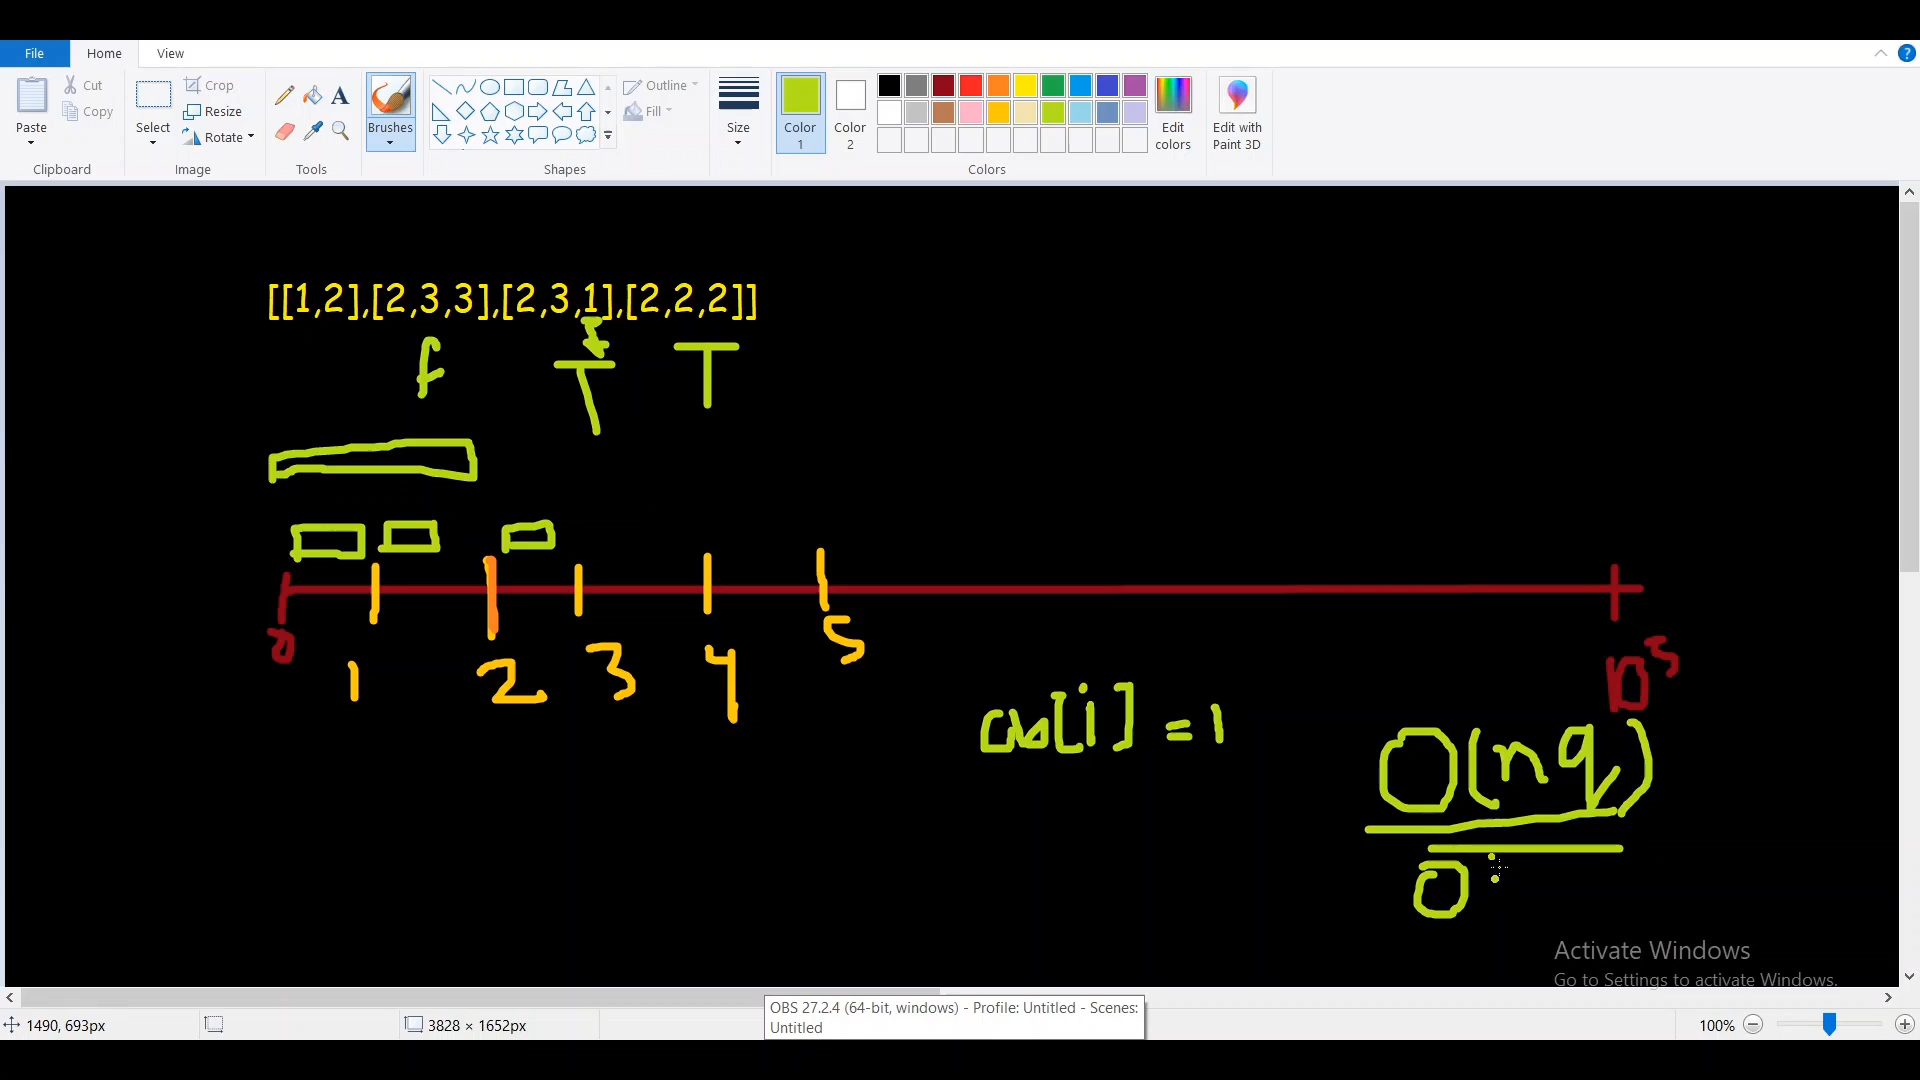 File Home View
Paste
Cut
Copy
Clipboard
Select
Crop
Resize
Rotate
Image
A
Tools
Brushes
Shapes
Outline
Fill
Size
Color
1
Color
2
Edit
colors
Colors
Edit with
Paint 3D
?
[[1,2],[2,3,3],[2,3,1],[2,2,2]]
f T T
0 1 2 3 4 5 10^5
[i] = 1
O(nq)
O
Activate Windows
Go to Settings to activate Windows.
OBS 27.2.4 (64-bit, windows) - Profile: Untitled - Scenes:
Untitled
1490, 693px
3828 × 1652px
100%